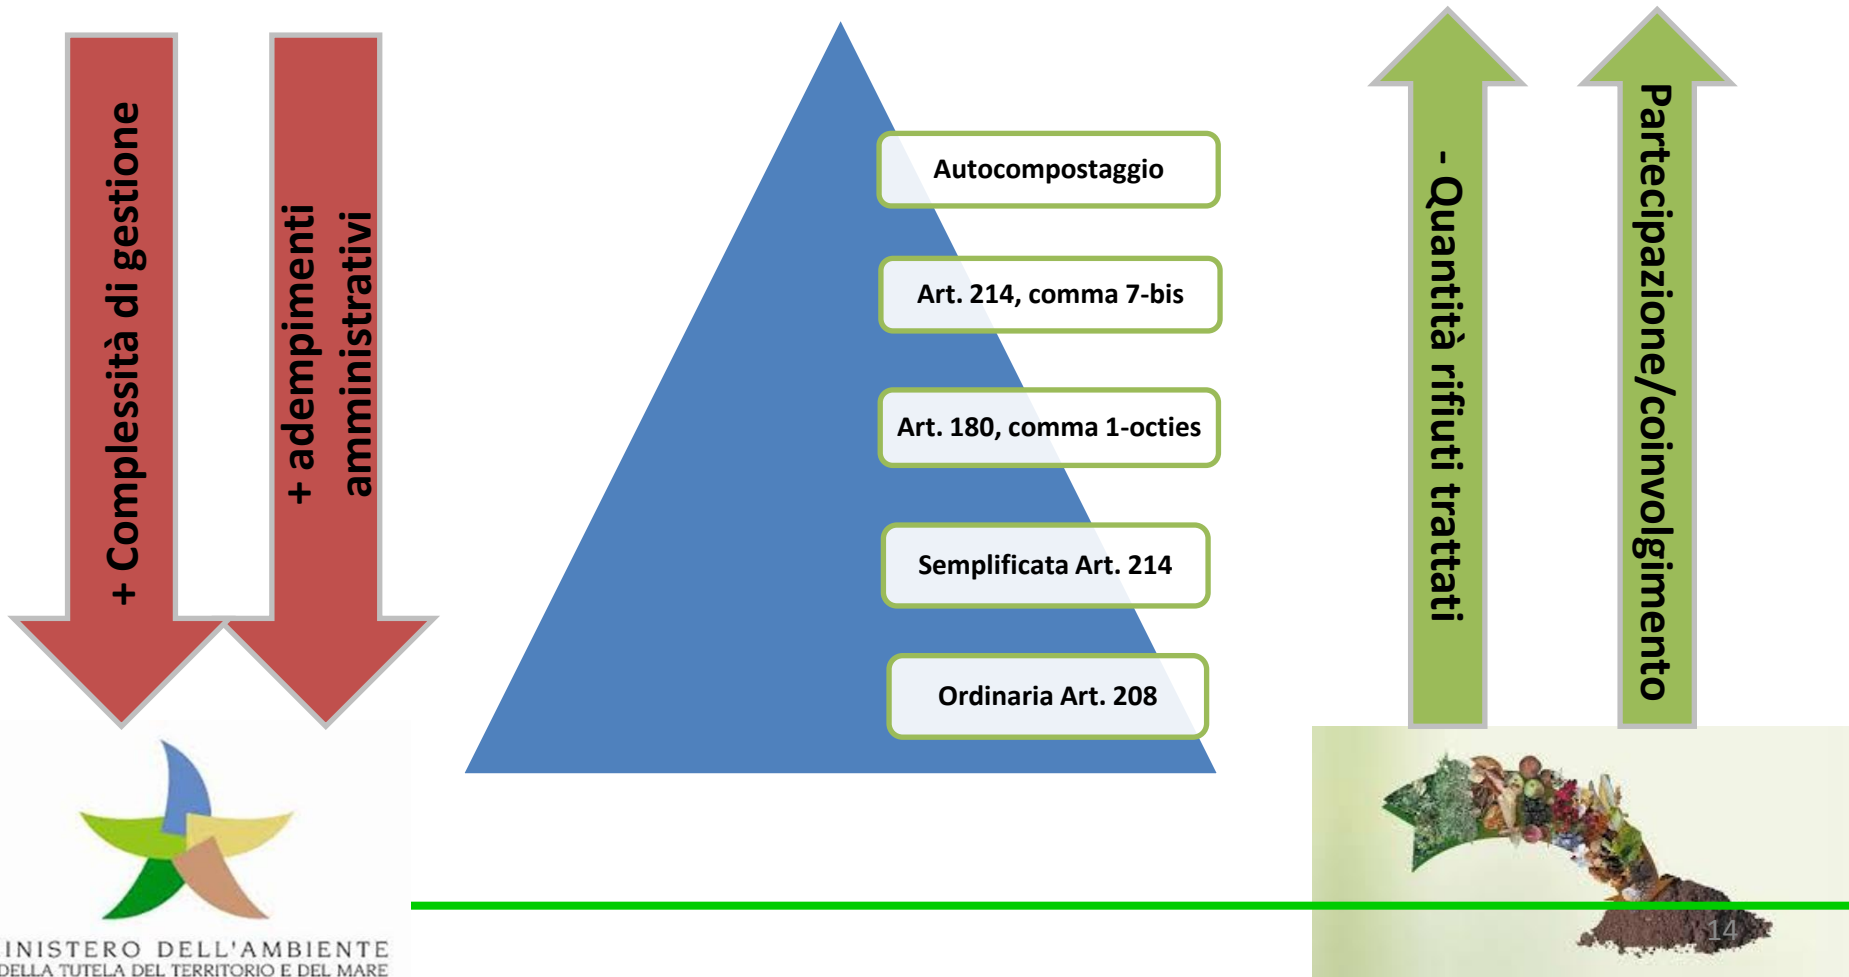 + Complessità di gestione
+ adempimenti
amministrativi
Autocompostaggio
Art. 214, comma 7-bis
Art. 180, comma 1-octies
Semplificata Art. 214
Ordinaria Art. 208
- Quantità rifiuti trattati
Partecipazione/coinvolgimento
INISTERO DELL'AMBIENTE
DELLA TUTELA DEL TERRITORIO E DEL MARE
14